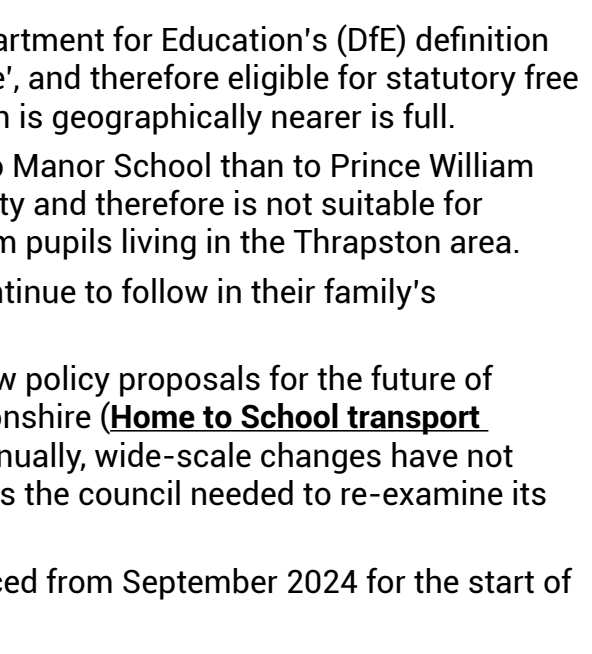 artment for Education's (DfE) definition
e', and therefore eligible for statutory free
n is geographically nearer is full.
o Manor School than to Prince William
ty and therefore is not suitable for
m pupils living in the Thrapston area.
ntinue to follow in their family's
w policy proposals for the future of
onshire (Home to School transport
nually, wide-scale changes have not
s the council needed to re-examine its
ced from September 2024 for the start of